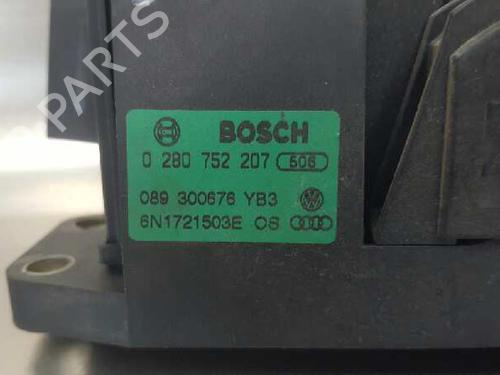 PARTS
BOSCH
0 280 752 207 506
089 300676 YB3
6N1721503E OS